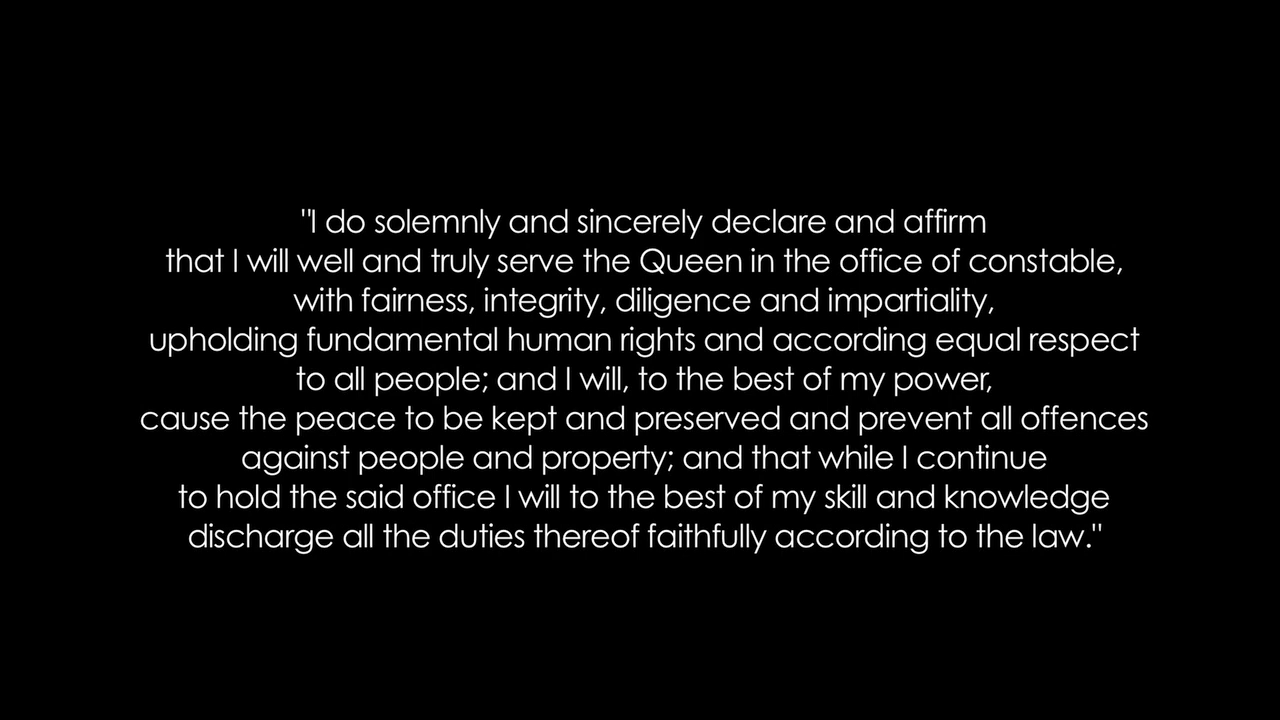 "I do solemnly and sincerely declare and affirm
that I will well and truly serve the Queen in the office of constable,
with fairness, integrity, diligence and impartiality,
upholding fundamental human rights and according equal respect
to all people; and I will, to the best of my power,
cause the peace to be kept and preserved and prevent all offences
against people and property; and that while I continue
to hold the said office I will to the best of my skill and knowledge
discharge all the duties thereof faithfully according to the law."